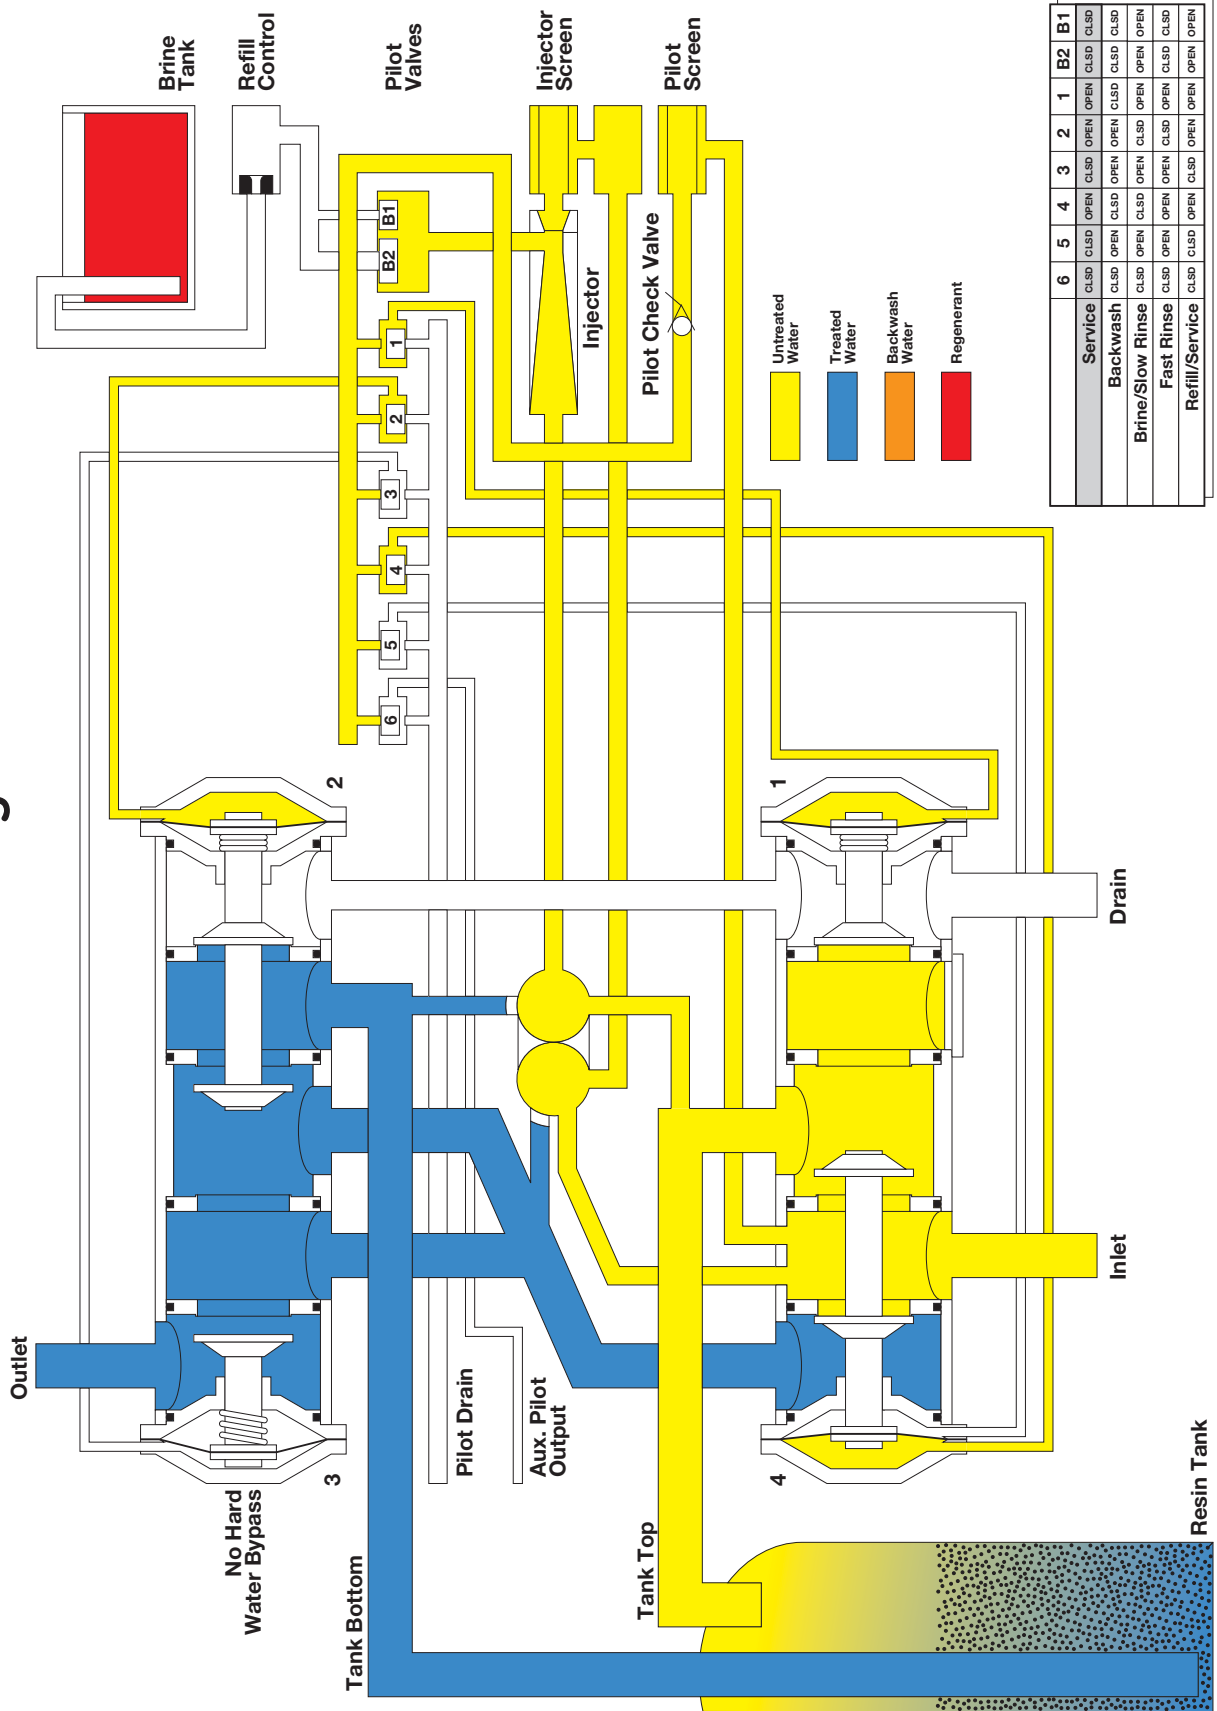 Outlet
Brine
Tank
Refill
Control
Pilot
Valves
Injector
Screen
Pilot
Screen
No Hard
Water Bypass
3
2
6
5
4
3
2
1
B2
B1
Tank Bottom
Pilot Drain
Aux. Pilot
Output
Injector
Pilot Check Valve
Tank Top
4
1
Untreated
Water
Treated
Water
Backwash
Water
Regenerant
Inlet
Drain
Resin Tank
6 5 4 3 2 1 B2 B1
Service CLSD CLSD OPEN CLSD OPEN OPEN CLSD CLSD
Backwash CLSD OPEN CLSD OPEN OPEN CLSD CLSD CLSD
Brine/Slow Rinse CLSD OPEN CLSD OPEN CLSD OPEN OPEN OPEN
Fast Rinse CLSD OPEN OPEN OPEN CLSD OPEN CLSD CLSD
Refill/Service CLSD CLSD OPEN CLSD OPEN OPEN OPEN OPEN